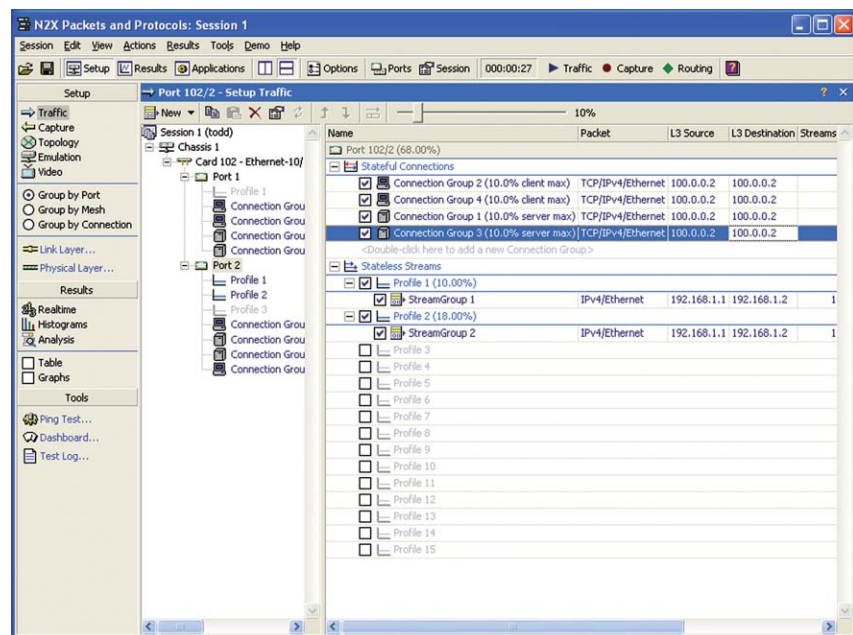 N2X Packets and Protocols: Session 1
Session Edit View Actions Results Tools Demo Help
Setup Results Applications Options Ports Session 000:00:27 Traffic Capture Routing
Setup
Traffic
Capture
Topology
Emulation
Video
Group by Port
Group by Mesh
Group by Connection
Link Layer...
Physical Layer...
Results
Realtime
Histograms
Analysis
Table
Graphs
Tools
Ping Test...
Dashboard...
Test Log...
Port 102/2 - Setup Traffic ? ×
New 10%
Session 1 (todd)
Chassis 1
Card 102 - Ethernet-10/
Port 1
Profile 1
Connection Grou
Connection Grou
Connection Grou
Connection Grou
Port 2
Profile 1
Profile 2
Profile 3
Connection Grou
Connection Grou
Connection Grou
Connection Grou
Name Packet L3 Source L3 Destination Streams
Port 102/2 (68.00%)
Stateful Connections
Connection Group 2 (10.0% client max) TCP/IPv4/Ethernet 100.0.0.2 100.0.0.2
Connection Group 4 (10.0% client max) TCP/IPv4/Ethernet 100.0.0.2 100.0.0.2
Connection Group 1 (10.0% server max) TCP/IPv4/Ethernet 100.0.0.2 100.0.0.2
Connection Group 3 (10.0% server max) TCP/IPv4/Ethernet 100.0.0.2 100.0.0.2
<Double-click here to add a new Connection Group>
Stateless Streams
Profile 1 (10.00%)
StreamGroup 1 IPv4/Ethernet 192.168.1.1 192.168.1.2 1
Profile 2 (18.00%)
StreamGroup 2 IPv4/Ethernet 192.168.1.1 192.168.1.2 1
Profile 3
Profile 4
Profile 5
Profile 6
Profile 7
Profile 8
Profile 9
Profile 10
Profile 11
Profile 12
Profile 13
Profile 14
Profile 15